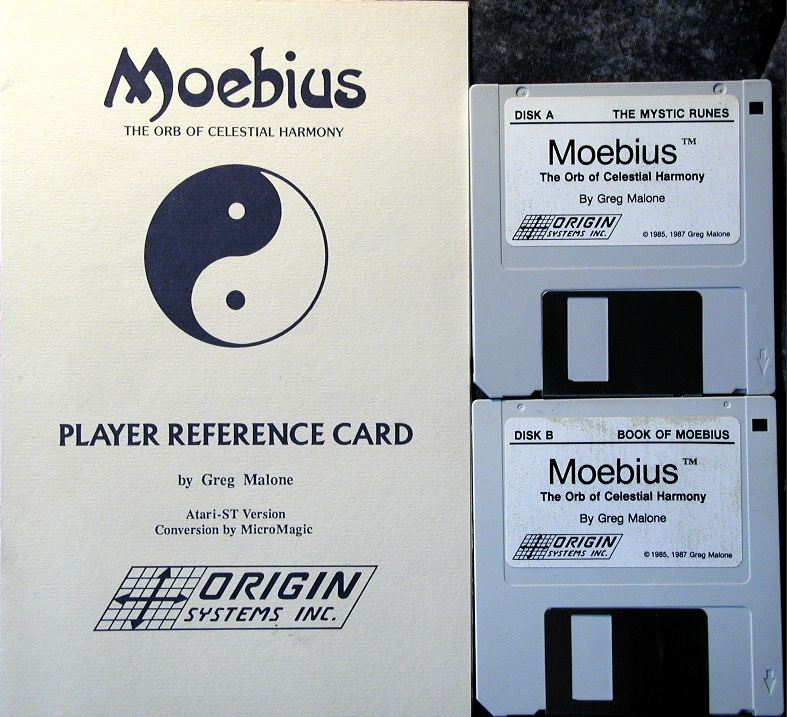 Moebius
THE ORB OF CELESTIAL HARMONY
PLAYER REFERENCE CARD
by Greg Malone
Atari-ST Version
Conversion by MicroMagic
ORIGIN
SYSTEMS INC.
DISK A THE MYSTIC RUNES
Moebius™
The Orb of Celestial Harmony
By Greg Malone
ORIGIN
SYSTEMS INC.
©1985, 1987 Greg Malone
DISK B BOOK OF MOEBIUS
Moebius™
The Orb of Celestial Harmony
By Greg Malone
ORIGIN
SYSTEMS INC.
©1985, 1987 Greg Malone